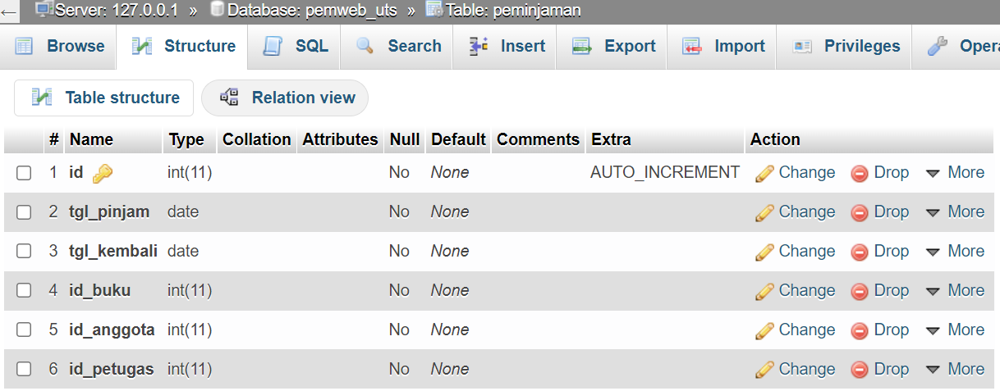 Server: 127.0.0.1 » Database: pemweb_uts » Table: peminjaman
Browse Structure SQL Search Insert Export Import Privileges Opera
Table structure Relation view
# Name Type Collation Attributes Null Default Comments Extra Action
1 id int(11) No None AUTO_INCREMENT Change Drop More
2 tgl_pinjam date No None Change Drop More
3 tgl_kembali date No None Change Drop More
4 id_buku int(11) No None Change Drop More
5 id_anggota int(11) No None Change Drop More
6 id_petugas int(11) No None Change Drop More